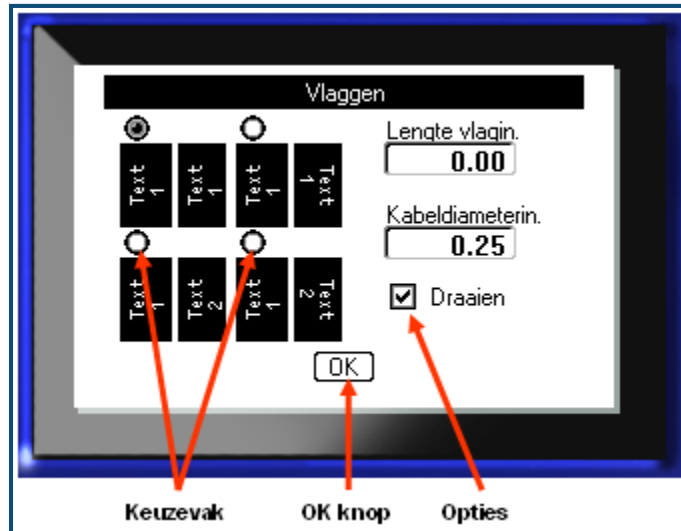 Vlaggen
Lengte vlagin.
0.00
Text 1
Text 1
Text 1
Text 1
Kabeldiameterin.
0.25
Text 1
Text 2
Text 1
Text 2
Draaien
OK
Keuzevak
OK knop
Opties